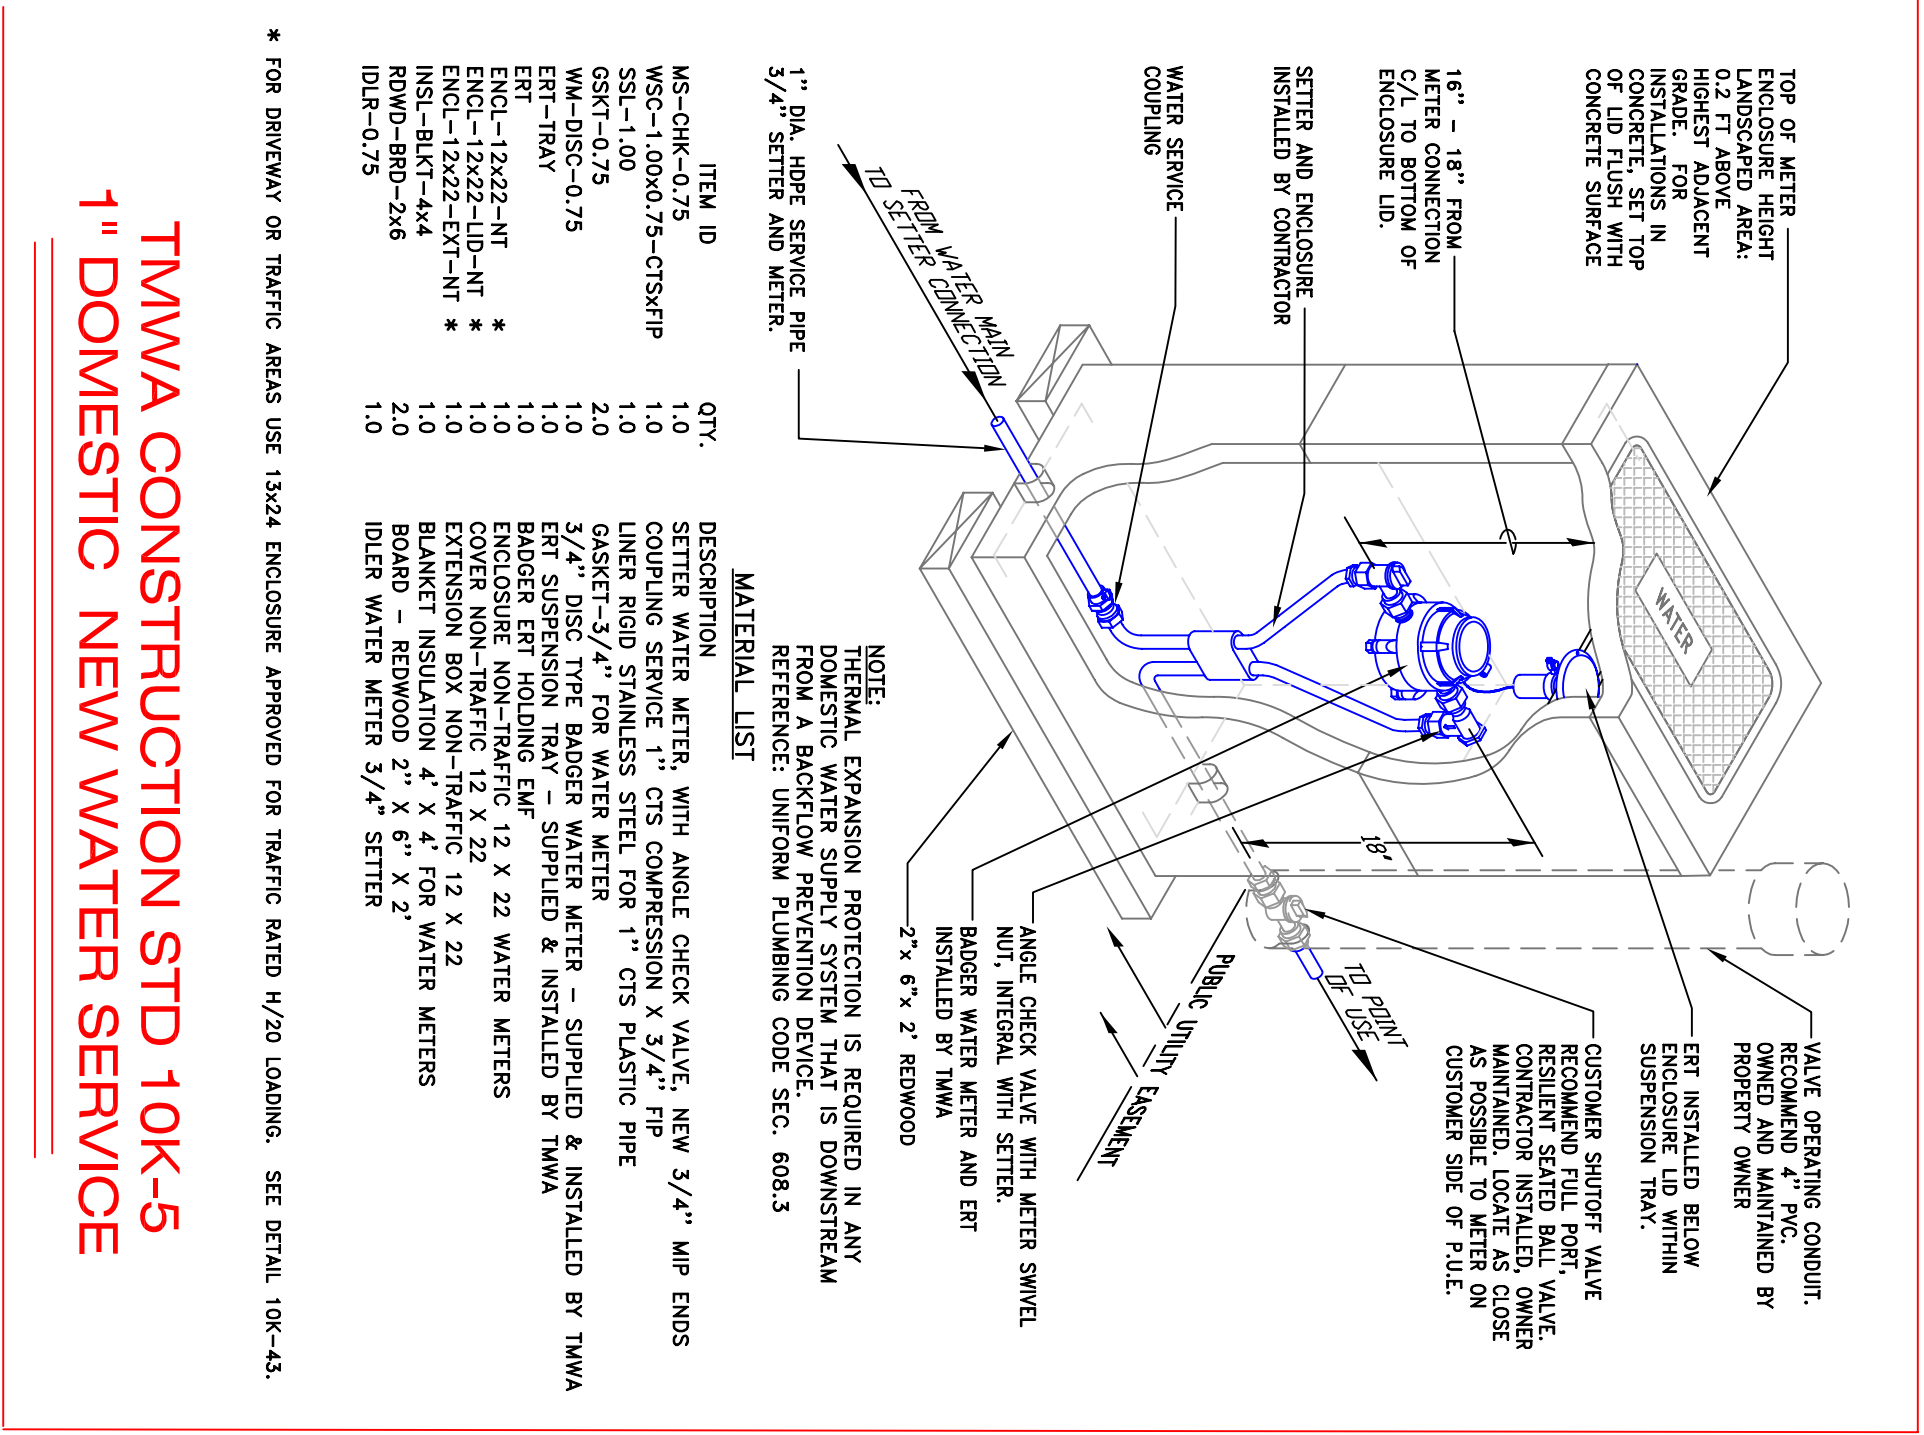 TOP OF METER
ENCLOSURE HEIGHT
LANDSCAPED AREA:
0.2 FT ABOVE
HIGHEST ADJACENT
GRADE. FOR
INSTALLATIONS IN
CONCRETE, SET TOP
OF LID FLUSH WITH
CONCRETE SURFACE
16'' - 18'' FROM
METER CONNECTION
C/L TO BOTTOM OF
ENCLOSURE LID.
SETTER AND ENCLOSURE
INSTALLED BY CONTRACTOR
WATER SERVICE
COUPLING
1'' DIA. HDPE SERVICE PIPE
3/4'' SETTER AND METER.
FROM WATER MAIN
TO SETTER CONNECTION
WATER
18"
TO POINT
OF USE
PUBLIC UTILITY EASEMENT
VALVE OPERATING CONDUIT.
RECOMMEND 4'' PVC.
OWNED AND MAINTAINED BY
PROPERTY OWNER
ERT INSTALLED BELOW
ENCLOSURE LID WITHIN
SUSPENSION TRAY.
CUSTOMER SHUTOFF VALVE
RECOMMEND FULL PORT,
RESILIENT SEATED BALL VALVE.
CONTRACTOR INSTALLED, OWNER
MAINTAINED. LOCATE AS CLOSE
AS POSSIBLE TO METER ON
CUSTOMER SIDE OF P.U.E.
ANGLE CHECK VALVE WITH METER SWIVEL
NUT, INTEGRAL WITH SETTER.
BADGER WATER METER AND ERT
INSTALLED BY TMWA
2"x 6"x 2' REDWOOD
NOTE:
THERMAL EXPANSION PROTECTION IS REQUIRED IN ANY
DOMESTIC WATER SUPPLY SYSTEM THAT IS DOWNSTREAM
FROM A BACKFLOW PREVENTION DEVICE.
REFERENCE: UNIFORM PLUMBING CODE SEC. 608.3
MATERIAL LIST
ITEM ID QTY. DESCRIPTION
MS-CHK-0.75 1.0 SETTER WATER METER, WITH ANGLE CHECK VALVE, NEW 3/4'' MIP ENDS
WSC-1.00x0.75-CTSxFIP 1.0 COUPLING SERVICE 1'' CTS COMPRESSION X 3/4'' FIP
SSL-1.00 1.0 LINER RIGID STAINLESS STEEL FOR 1'' CTS PLASTIC PIPE
GSKT-0.75 2.0 GASKET-3/4'' FOR WATER METER
WM-DISC-0.75 1.0 3/4'' DISC TYPE BADGER WATER METER - SUPPLIED & INSTALLED BY TMWA
ERT-TRAY 1.0 ERT SUSPENSION TRAY - SUPPLIED & INSTALLED BY TMWA
ERT 1.0 BADGER ERT HOLDING EMF
ENCL-12x22-NT * 1.0 ENCLOSURE NON-TRAFFIC 12 X 22 WATER METERS
ENCL-12x22-LID-NT * 1.0 COVER NON-TRAFFIC 12 X 22
ENCL-12x22-EXT-NT * 1.0 EXTENSION BOX NON-TRAFFIC 12 X 22
INSL-BLKT-4x4 1.0 BLANKET INSULATION 4' X 4' FOR WATER METERS
RDWD-BRD-2x6 2.0 BOARD - REDWOOD 2'' X 6'' X 2'
IDLR-0.75 1.0 IDLER WATER METER 3/4" SETTER
* FOR DRIVEWAY OR TRAFFIC AREAS USE 13x24 ENCLOSURE APPROVED FOR TRAFFIC RATED H/20 LOADING. SEE DETAIL 10K-43.
TMWA CONSTRUCTION STD 10K-5
1" DOMESTIC NEW WATER SERVICE